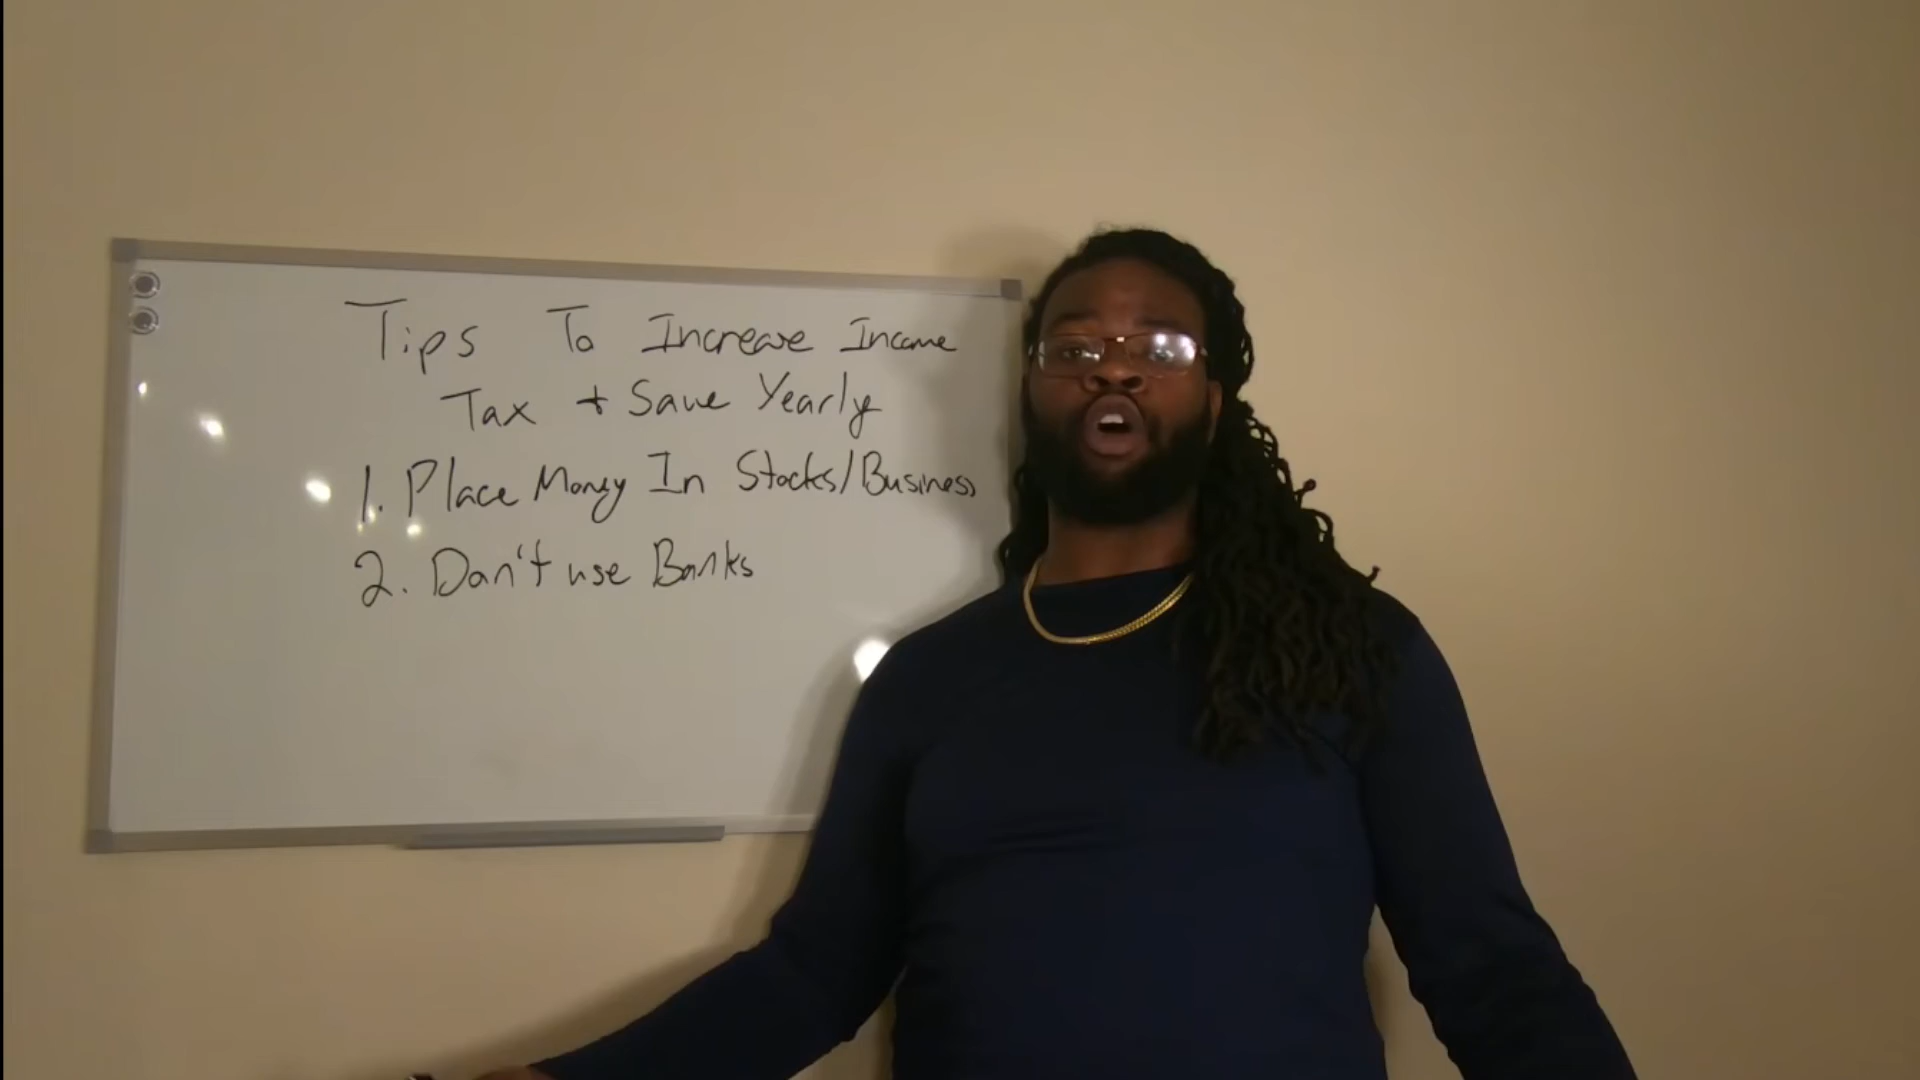 Tips To Increase Income
Tax + Save Yearly
1. Place Money In Stocks/Business
2. Don't use Banks